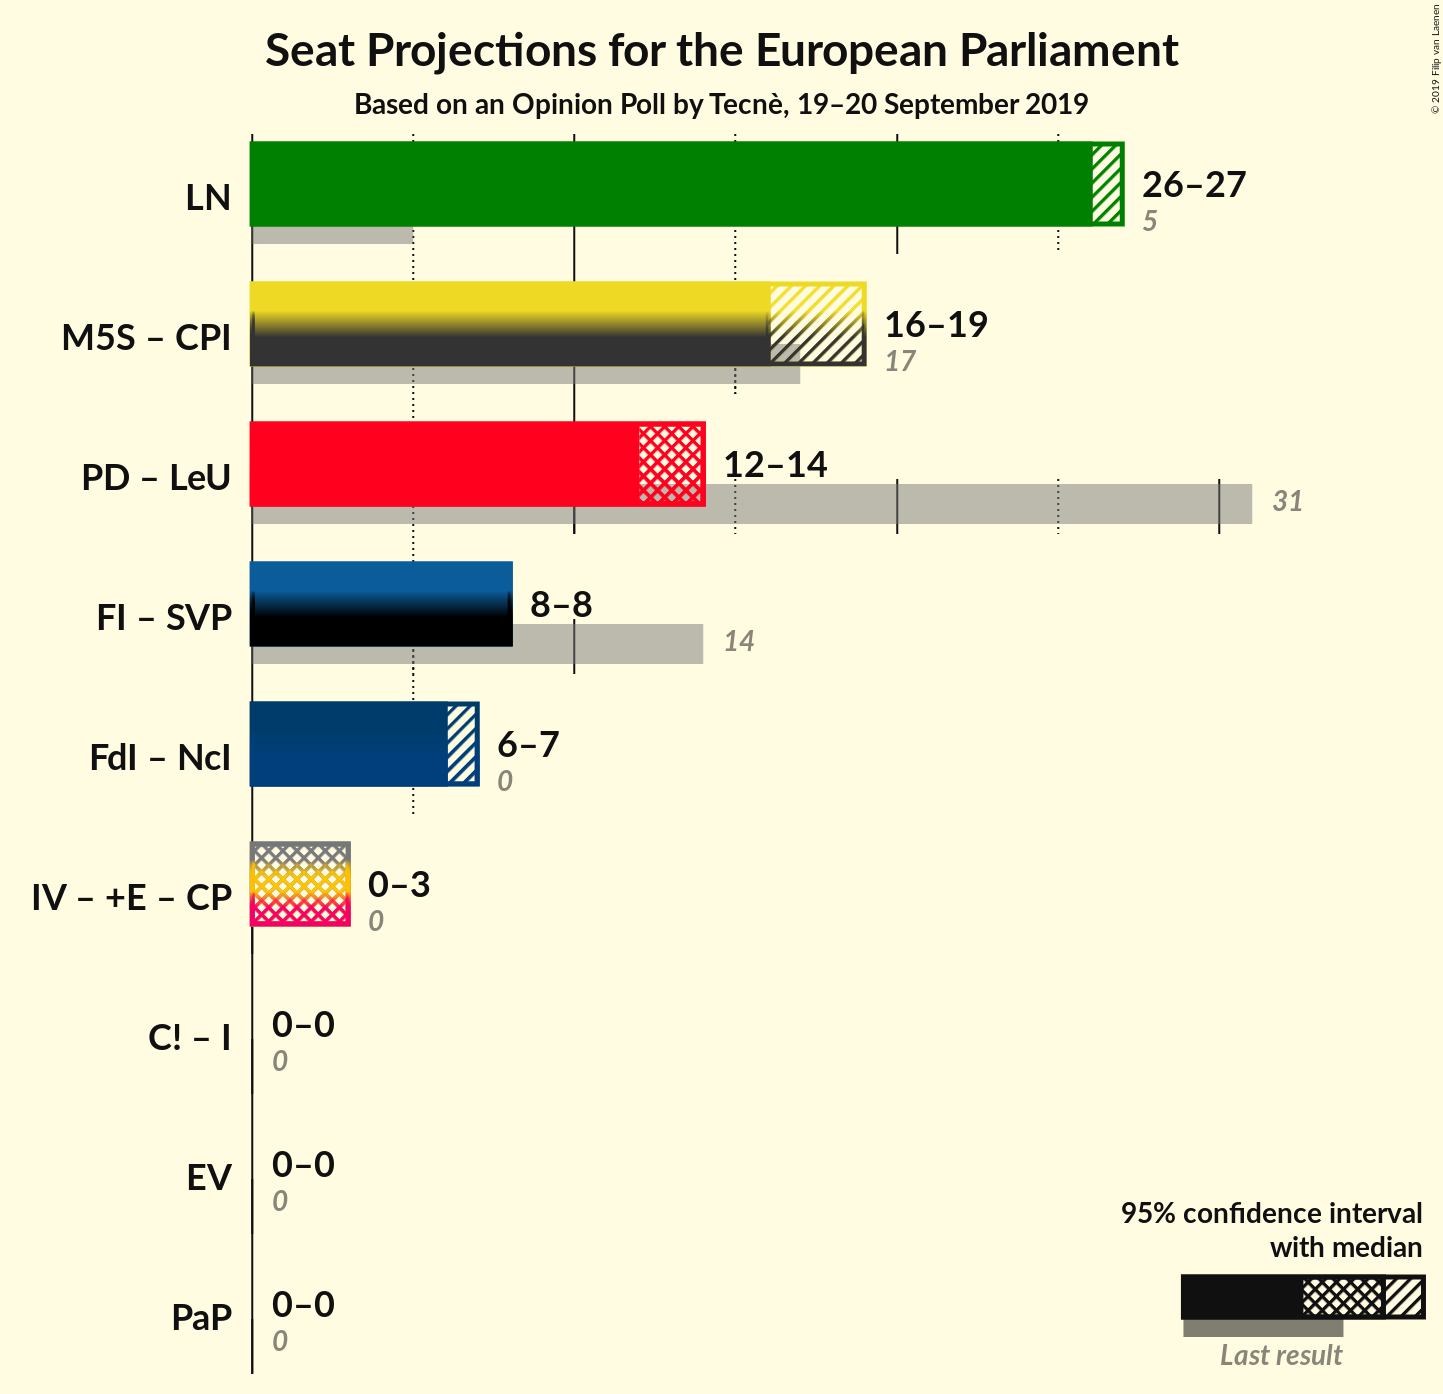 Seat Projections for the European Parliament
Based on an Opinion Poll by Tecnè, 19–20 September 2019
© 2019 Filip van Laenen
LN
26–27
5
M5S – CPI
16–19
17
PD – LeU
12–14
31
FI – SVP
8–8
14
FdI – NcI
6–7
0
IV – +E – CP
0–3
0
C! – I
0–0
0
EV
0–0
0
PaP
0–0
0
95% confidence interval
with median
Last result